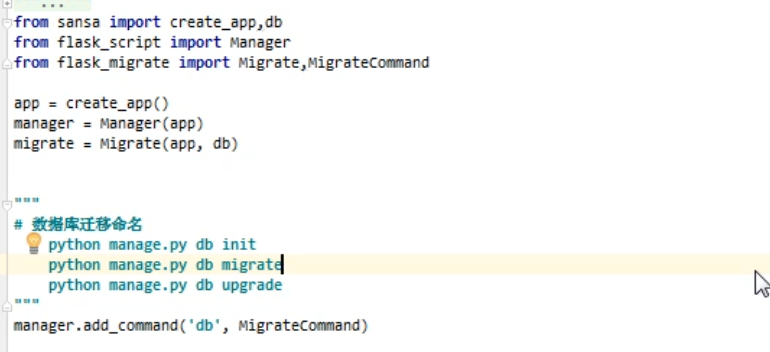 ...
from sansa import create_app,db
from flask_script import Manager
from flask_migrate import Migrate,MigrateCommand
app = create_app()
manager = Manager(app)
migrate = Migrate(app, db)
"""
# 数据库迁移命名
python manage.py db init
python manage.py db migrate
python manage.py db upgrade
"""
manager.add_command('db', MigrateCommand)